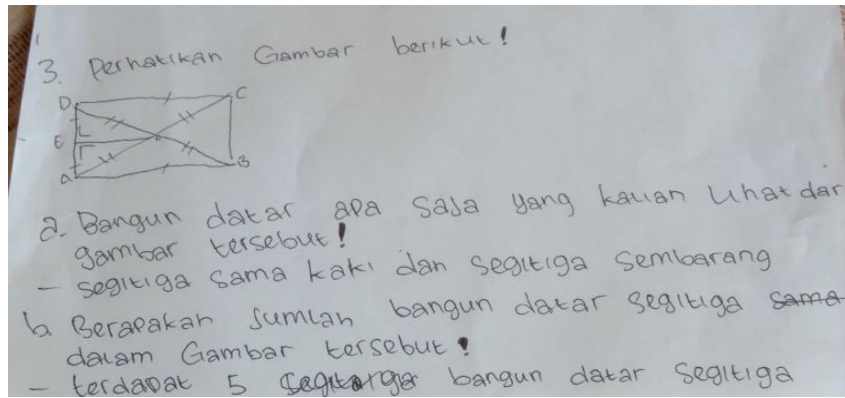 3. Perhatikan Gambar berikut!
D
C
E
a
B
a. Bangun datar apa saja yang kalian lihat dar
gambar tersebut!
- segitiga sama kaki dan segitiga sembarang
b. Berapakah jumlah bangun datar segitiga sama
dalam Gambar tersebut!
- terdapat 5 bangun datar segitiga